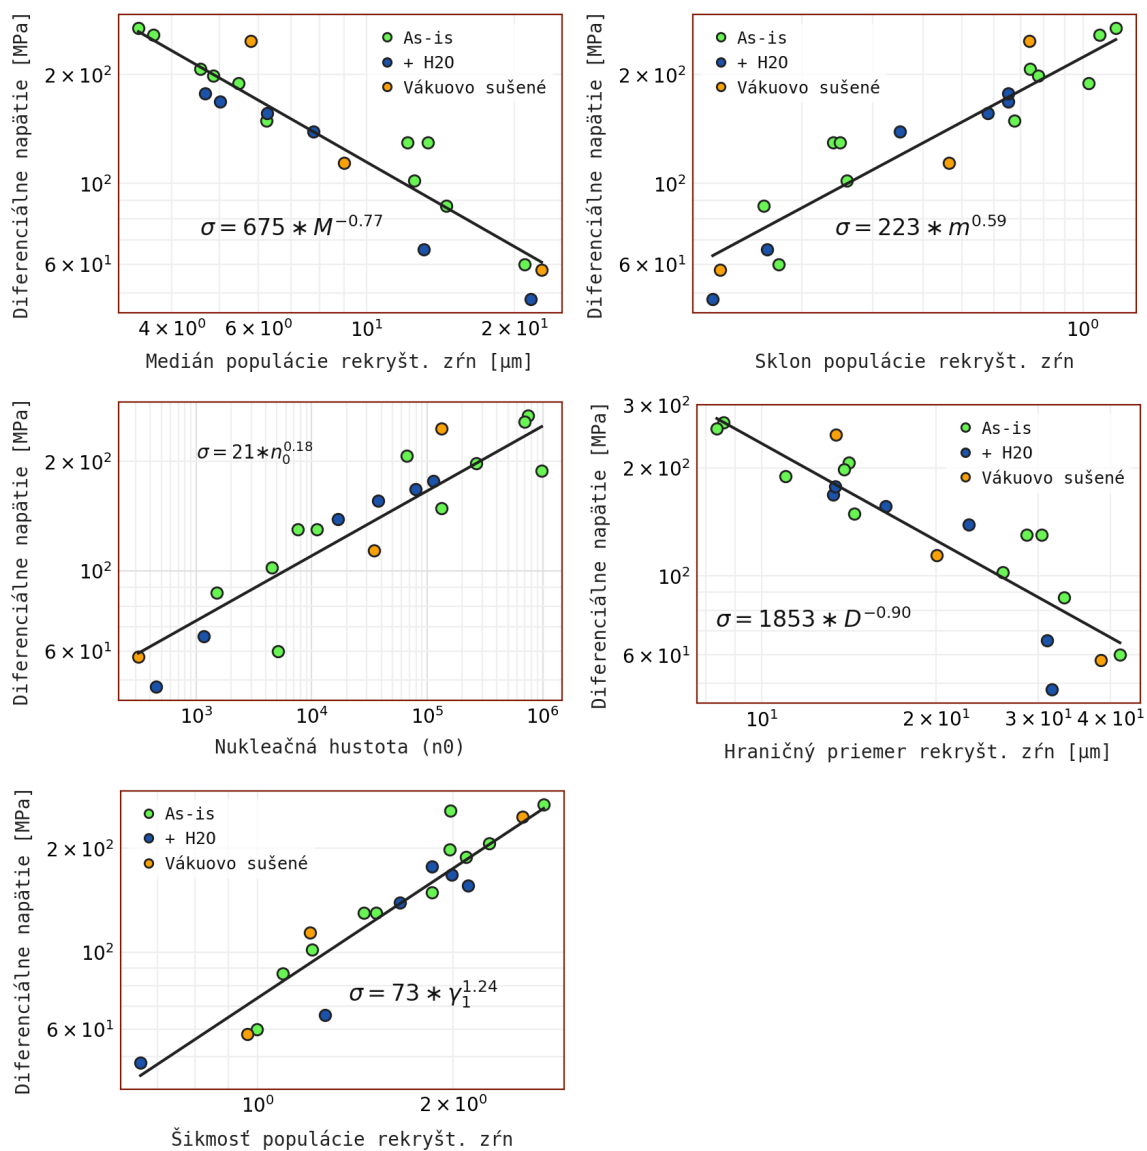 Diferenciálne napätie [MPa]
2 × 10²
10²
6 × 10¹
As-is
+ H2O
Vákuovo sušené
σ = 675 ∗ M^−0.77
4 × 10⁰ 6 × 10⁰ 10¹ 2 × 10¹
Medián populácie rekryšt. zŕn [μm]
Diferenciálne napätie [MPa]
2 × 10²
10²
6 × 10¹
As-is
+ H2O
Vákuovo sušené
σ = 223 ∗ m^0.59
10⁰
Sklon populácie rekryšt. zŕn
Diferenciálne napätie [MPa]
2 × 10²
10²
6 × 10¹
σ = 21∗n₀^0.18
10³ 10⁴ 10⁵ 10⁶
Nukleačná hustota (n0)
Diferenciálne napätie [MPa]
3 × 10²
2 × 10²
10²
6 × 10¹
As-is
+ H2O
Vákuovo sušené
σ = 1853 ∗ D^−0.90
10¹ 2 × 10¹ 3 × 10¹ 4 × 10¹
Hraničný priemer rekryšt. zŕn [μm]
Diferenciálne napätie [MPa]
2 × 10²
10²
6 × 10¹
As-is
+ H2O
Vákuovo sušené
σ = 73 ∗ γ₁^1.24
10⁰ 2 × 10⁰
Šikmosť populácie rekryšt. zŕn